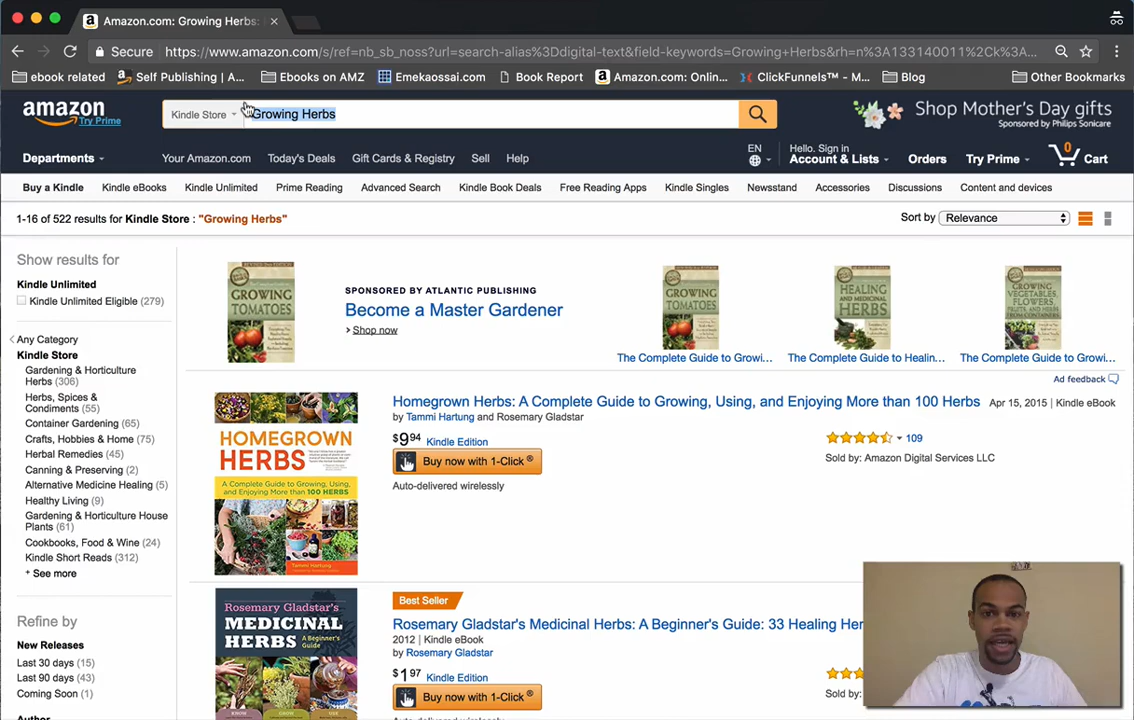 Amazon.com: Growing Herbs:
Secure https://www.amazon.com/s/ref=nb_sb_noss?url=search-alias%3Ddigital-text&field-keywords=Growing+Herbs&rh=n%3A133140011%2Ck%3A...
ebook related Self Publishing | A... Ebooks on AMZ Emekaossai.com Book Report Amazon.com: Onlin... ClickFunnels™ - M... Blog Other Bookmarks
amazon
Try Prime
Kindle Store Growing Herbs
Shop Mother's Day gifts
Sponsored by Philips Sonicare
Departments Your Amazon.com Today's Deals Gift Cards & Registry Sell Help
EN
Hello. Sign in
Account & Lists Orders Try Prime 0 Cart
Buy a Kindle Kindle eBooks Kindle Unlimited Prime Reading Advanced Search Kindle Book Deals Free Reading Apps Kindle Singles Newsstand Accessories Discussions Content and devices
1-16 of 522 results for Kindle Store : "Growing Herbs"
Sort by Relevance
Show results for
Kindle Unlimited
Kindle Unlimited Eligible (279)
Any Category
Kindle Store
Gardening & Horticulture
Herbs (306)
Herbs, Spices &
Condiments (55)
Container Gardening (65)
Crafts, Hobbies & Home (75)
Herbal Remedies (45)
Canning & Preserving (2)
Alternative Medicine Healing (5)
Healthy Living (9)
Gardening & Horticulture House
Plants (61)
Cookbooks, Food & Wine (24)
Kindle Short Reads (312)
+ See more
Refine by
New Releases
Last 30 days (15)
Last 90 days (43)
Coming Soon (1)
Author
GROWING
TOMATOES
SPONSORED BY ATLANTIC PUBLISHING
Become a Master Gardener
Shop now
GROWING
TOMATOES
The Complete Guide to Growi...
HEALING
AND MEDICINAL
HERBS
The Complete Guide to Healin...
GROWING
VEGETABLES,
FLOWERS,
FROM CONTAINERS
The Complete Guide to Growi...
Ad feedback
HOMEGROWN
HERBS
A Complete Guide to Growing, Using,
and Enjoying More than 100 HERBS
Tammi Hartung
Homegrown Herbs: A Complete Guide to Growing, Using, and Enjoying More than 100 Herbs Apr 15, 2015 | Kindle eBook
by Tammi Hartung and Rosemary Gladstar
$9.94 Kindle Edition
Buy now with 1-Click ®
Auto-delivered wirelessly
109
Sold by: Amazon Digital Services LLC
Rosemary Gladstar's
MEDICINAL
HERBS
A Beginner's
Guide
KNOW GROW USE
Best Seller
Rosemary Gladstar's Medicinal Herbs: A Beginner's Guide: 33 Healing Her
2012 | Kindle eBook
by Rosemary Gladstar
$1.97 Kindle Edition
Buy now with 1-Click ®
Sold by: